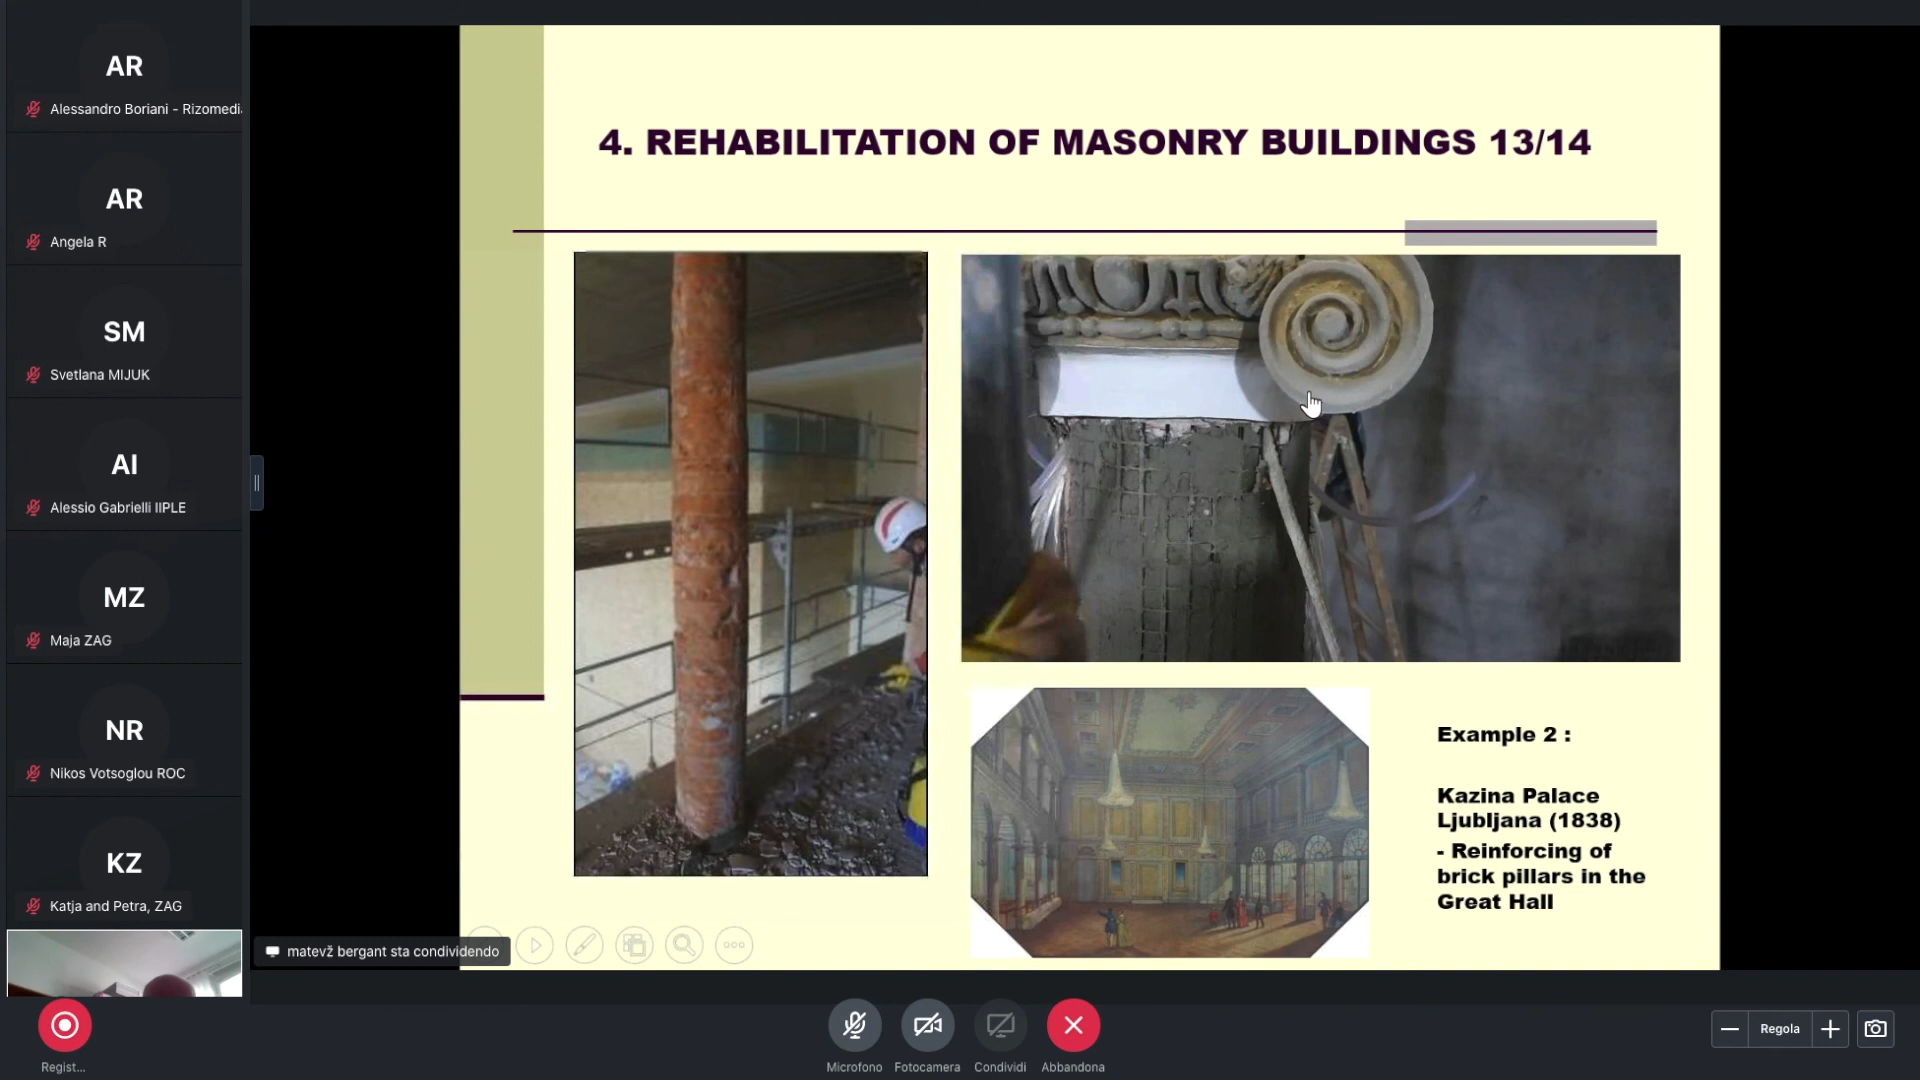 AR
Alessandro Boriani - Rizomedi
AR
Angela R
SM
Svetlana MIJUK
AI
Alessio Gabrielli IIPLE
MZ
Maja ZAG
NR
Nikos Votsoglou ROC
KZ
Katja and Petra, ZAG
4. REHABILITATION OF MASONRY BUILDINGS 13/14
Example 2 :
Kazina Palace
Ljubljana (1838)
- Reinforcing of
brick pillars in the
Great Hall
matevž bergant sta condividendo
Regist...
Microfono
Fotocamera
Condividi
Abbandona
Regola